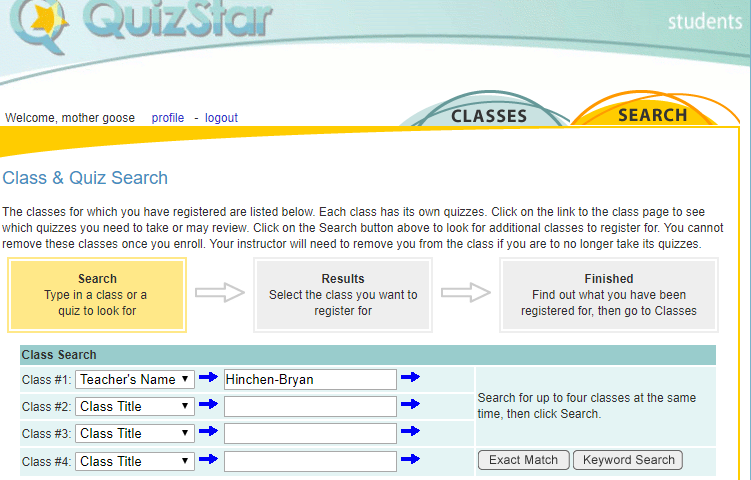 QuizStar
students
Welcome, mother goose profile - logout
CLASSES
SEARCH
Class & Quiz Search
The classes for which you have registered are listed below. Each class has its own quizzes. Click on the link to the class page to see
which quizzes you need to take or may review. Click on the Search button above to look for additional classes to register for. You cannot
remove these classes once you enroll. Your instructor will need to remove you from the class if you are to no longer take its quizzes.
Search
Type in a class or a
quiz to look for
Results
Select the class you want to
register for
Finished
Find out what you have been
registered for, then go to Classes
Class Search
Class #1: Teacher's Name Hinchen-Bryan
Class #2: Class Title
Class #3: Class Title
Class #4: Class Title
Search for up to four classes at the same
time, then click Search.
Exact Match Keyword Search